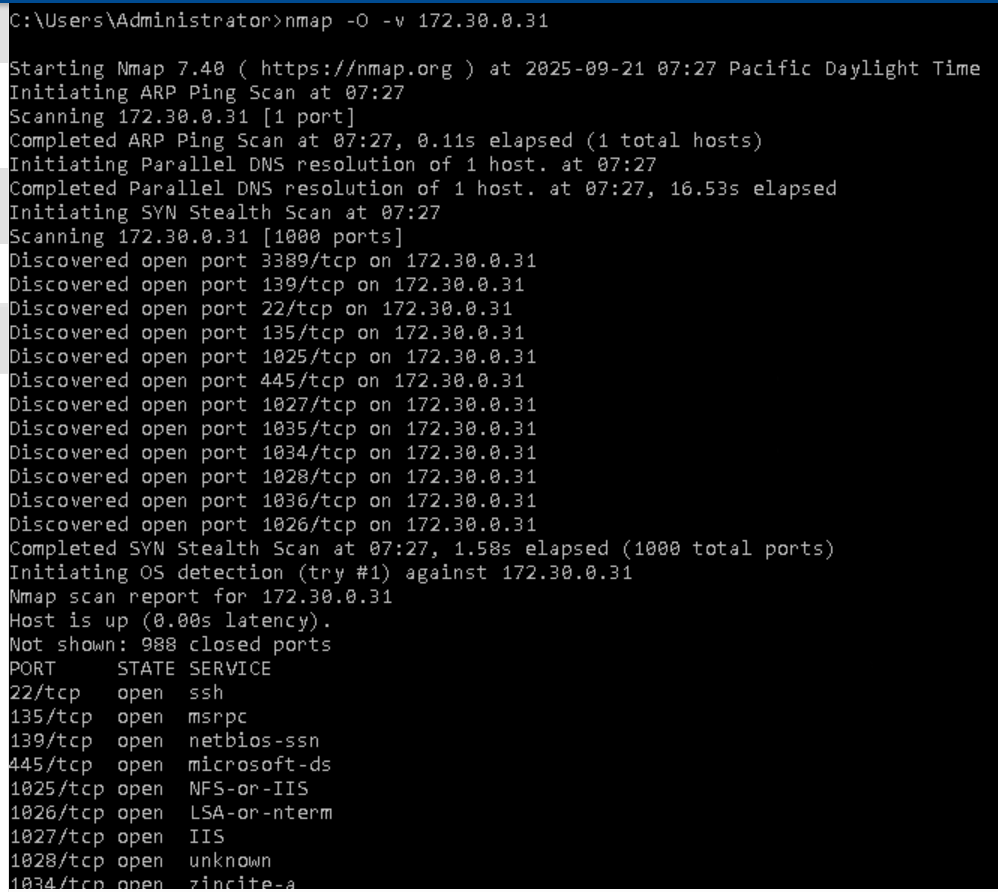 C:\Users\Administrator>nmap -O -v 172.30.0.31
Starting Nmap 7.40 ( https://nmap.org ) at 2025-09-21 07:27 Pacific Daylight Time
Initiating ARP Ping Scan at 07:27
Scanning 172.30.0.31 [1 port]
Completed ARP Ping Scan at 07:27, 0.11s elapsed (1 total hosts)
Initiating Parallel DNS resolution of 1 host. at 07:27
Completed Parallel DNS resolution of 1 host. at 07:27, 16.53s elapsed
Initiating SYN Stealth Scan at 07:27
Scanning 172.30.0.31 [1000 ports]
Discovered open port 3389/tcp on 172.30.0.31
Discovered open port 139/tcp on 172.30.0.31
Discovered open port 22/tcp on 172.30.0.31
Discovered open port 135/tcp on 172.30.0.31
Discovered open port 1025/tcp on 172.30.0.31
Discovered open port 445/tcp on 172.30.0.31
Discovered open port 1027/tcp on 172.30.0.31
Discovered open port 1035/tcp on 172.30.0.31
Discovered open port 1034/tcp on 172.30.0.31
Discovered open port 1028/tcp on 172.30.0.31
Discovered open port 1036/tcp on 172.30.0.31
Discovered open port 1026/tcp on 172.30.0.31
Completed SYN Stealth Scan at 07:27, 1.58s elapsed (1000 total ports)
Initiating OS detection (try #1) against 172.30.0.31
Nmap scan report for 172.30.0.31
Host is up (0.00s latency).
Not shown: 988 closed ports
PORT     STATE SERVICE
22/tcp   open  ssh
135/tcp  open  msrpc
139/tcp  open  netbios-ssn
445/tcp  open  microsoft-ds
1025/tcp open  NFS-or-IIS
1026/tcp open  LSA-or-nterm
1027/tcp open  IIS
1028/tcp open  unknown
1034/tcp open  zincite-a